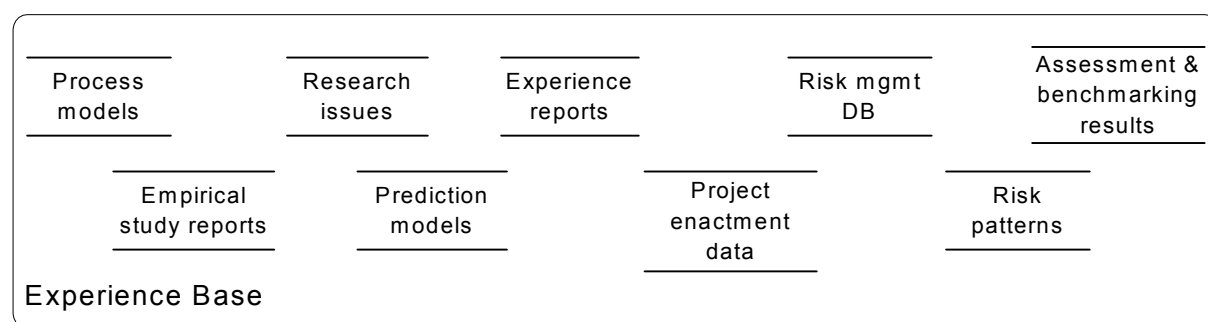 Process
models
Research
issues
Experience
reports
Risk mgmt
DB
Assessment &
benchmarking
results
Empirical
study reports
Prediction
models
Project
enactment
data
Risk
patterns
Experience Base